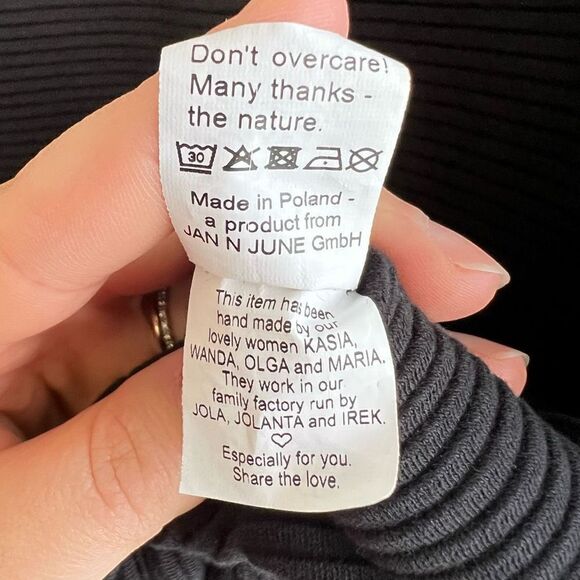 Don't overcare!
Many thanks -
the nature.
30
Made in Poland -
a product from
JAN N JUNE GmbH
This item has been
hand made by our
lovely women KASIA,
WANDA, OLGA and MARIA.
They work in our
family factory run by
JOLA, JOLANTA and IREK.
Especially for you.
Share the love.